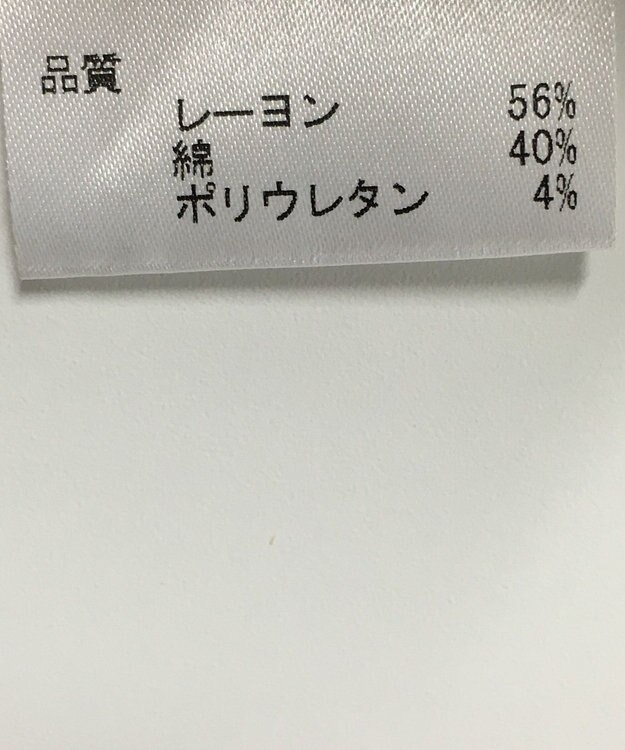 品質
レーヨン 56%
綿 40%
ポリウレタン 4%